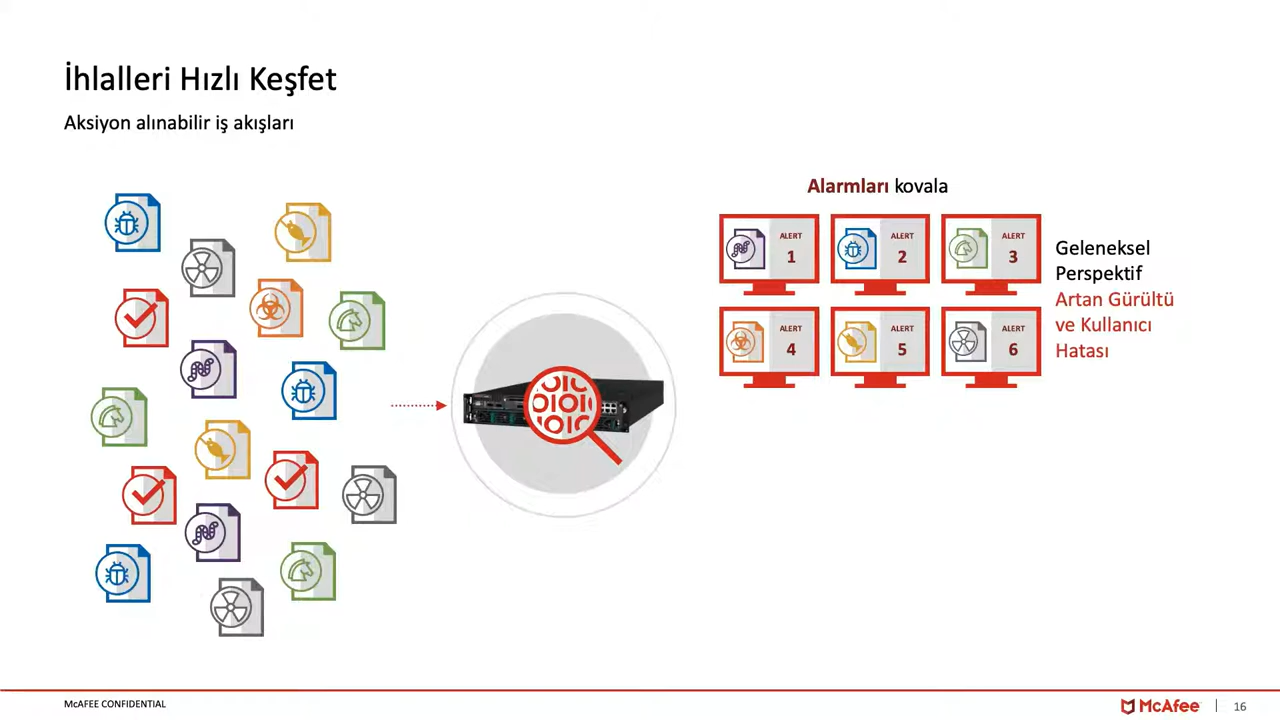 İhlalleri Hızlı Keşfet
Aksiyon alınabilir iş akışları
Alarmları kovala
ALERT
1
ALERT
2
ALERT
3
ALERT
4
ALERT
5
ALERT
6
Geleneksel
Perspektif
Artan Gürültü
ve Kullanıcı
Hatası
McAFEE CONFIDENTIAL
McAfee
16